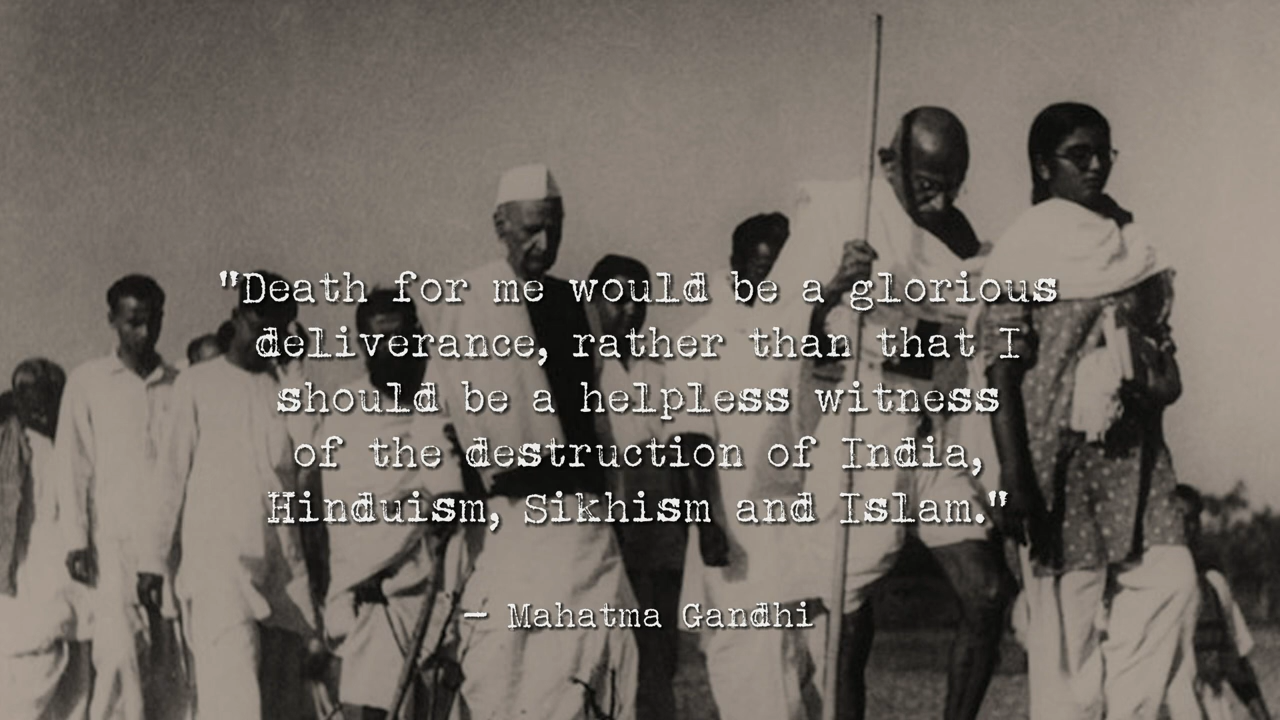 "Death for me would be a glorious
deliverance, rather than that I
should be a helpless witness
of the destruction of India,
Hinduism, Sikhism and Islam."
— Mahatma Gandhi